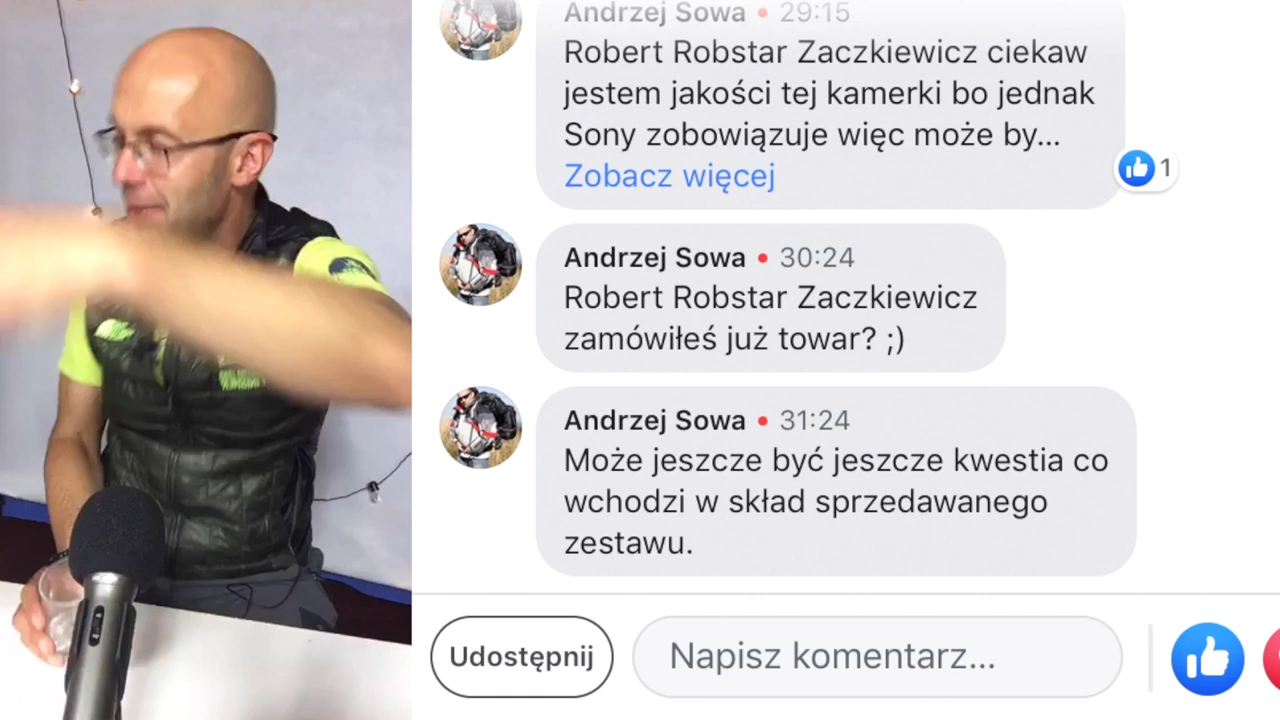 Andrzej Sowa • 29:15
Robert Robstar Zaczkiewicz ciekaw
jestem jakości tej kamerki bo jednak
Sony zobowiązuje więc może by...
Zobacz więcej
1
Andrzej Sowa • 30:24
Robert Robstar Zaczkiewicz
zamówiłeś już towar? ;)
Andrzej Sowa • 31:24
Może jeszcze być jeszcze kwestia co
wchodzi w skład sprzedawanego
zestawu.
Udostępnij
Napisz komentarz...